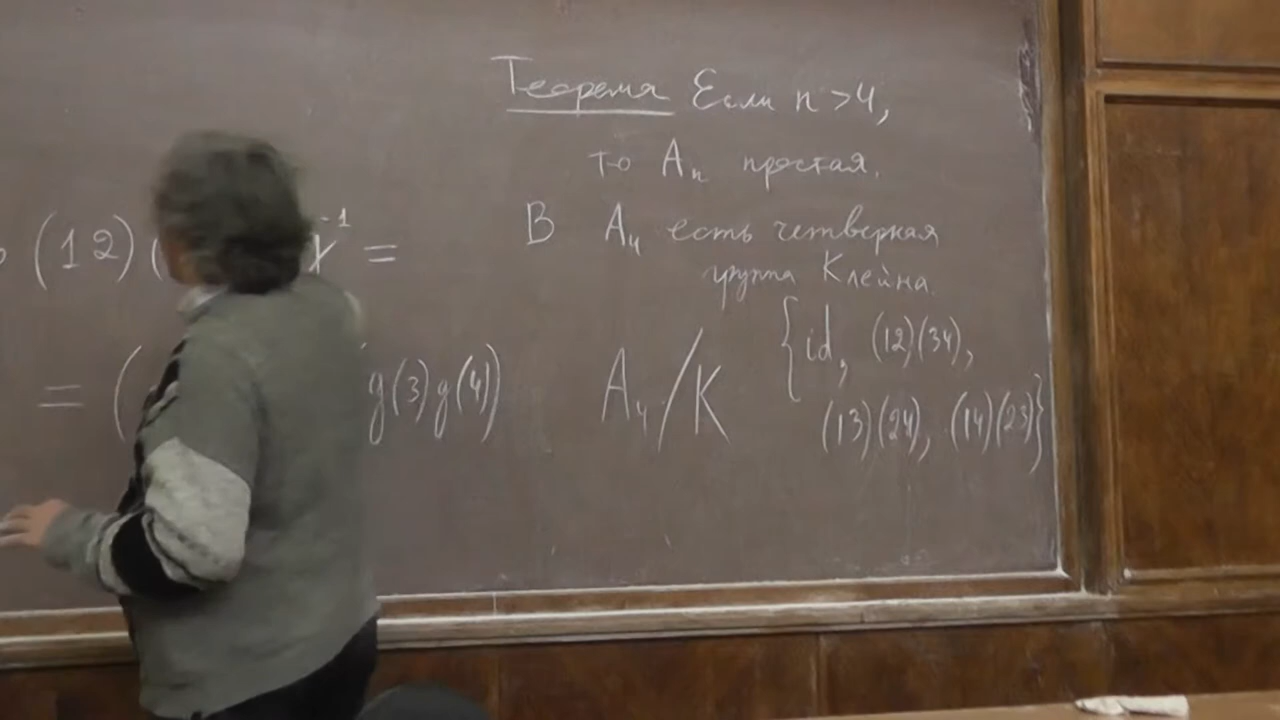 (12) ( γ⁻¹ =
= ( g(3) g(4))
Теорема Если n > 4,
то Aₙ простая.
В A₄ есть четверная
группа Клейна.
{id, (12)(34),
A₄/K
(13)(24), (14)(23)}